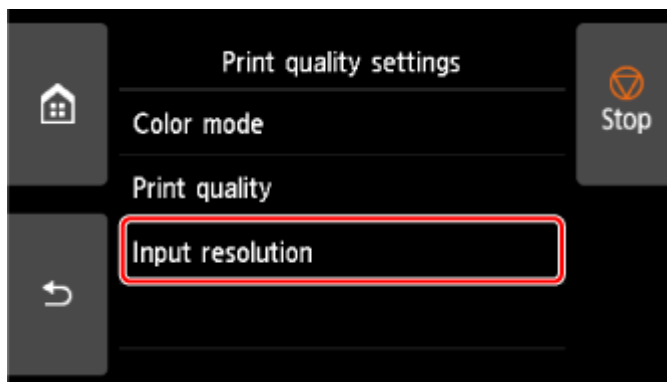 Print quality settings
Color mode
Stop
Print quality
Input resolution